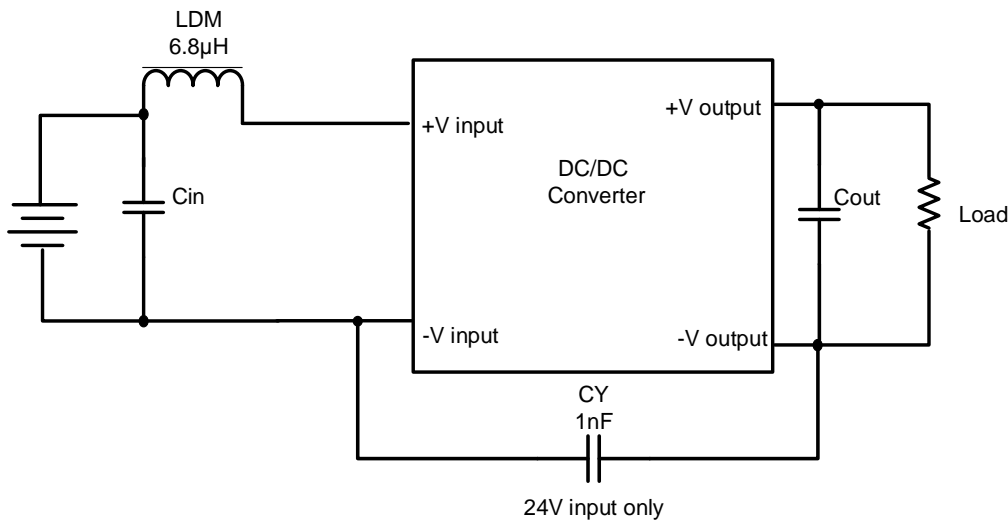 LDM
6.8µH
+V input
+V output
DC/DC
Converter
Cin
Cout
Load
-V input
-V output
CY
1nF
24V input only